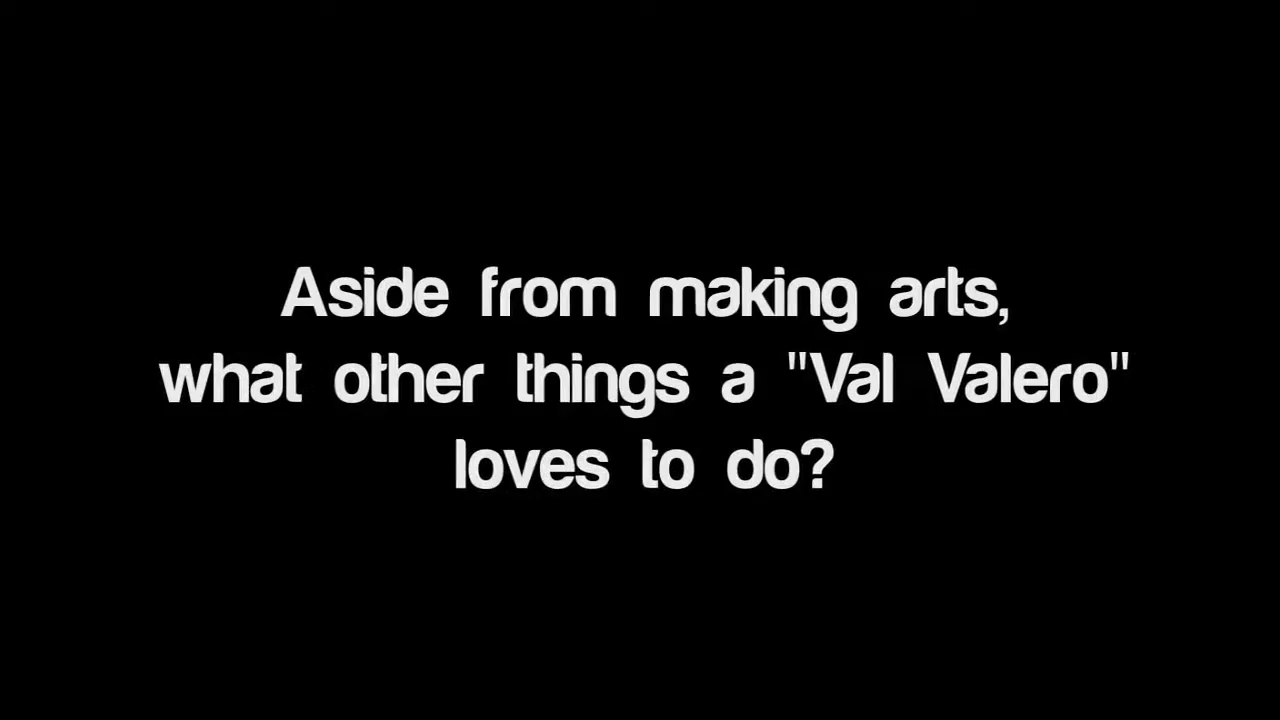 Aside from making arts,
what other things a "Val Valero"
loves to do?